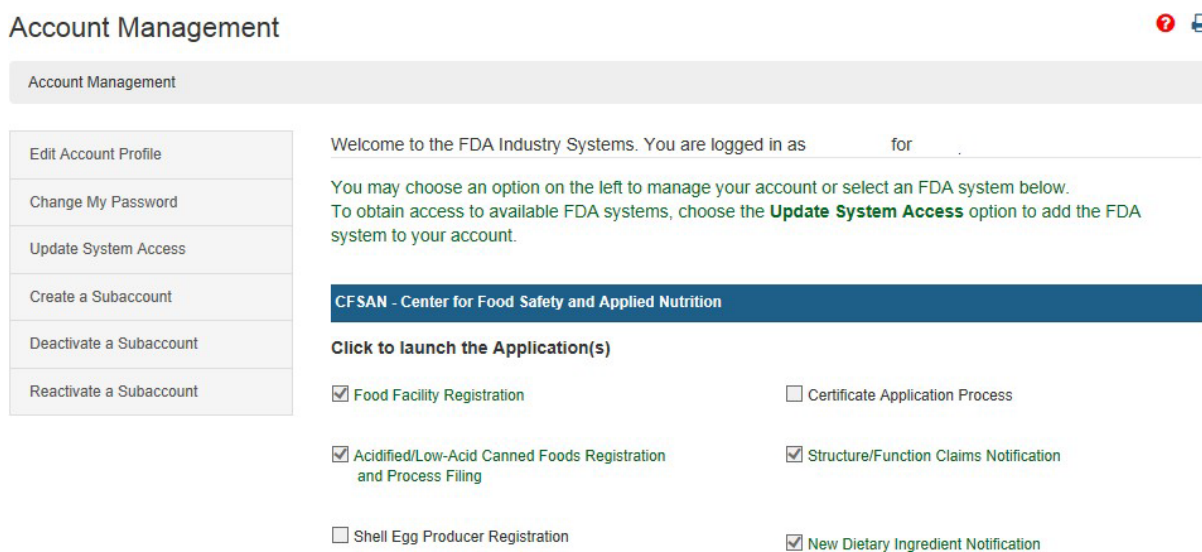 Account Management
Account Management
Edit Account Profile
Change My Password
Update System Access
Create a Subaccount
Deactivate a Subaccount
Reactivate a Subaccount
Welcome to the FDA Industry Systems. You are logged in as for .
You may choose an option on the left to manage your account or select an FDA system below.
To obtain access to available FDA systems, choose the Update System Access option to add the FDA
system to your account.
CFSAN - Center for Food Safety and Applied Nutrition
Click to launch the Application(s)
Food Facility Registration
Certificate Application Process
Acidified/Low-Acid Canned Foods Registration
and Process Filing
Structure/Function Claims Notification
Shell Egg Producer Registration
New Dietary Ingredient Notification